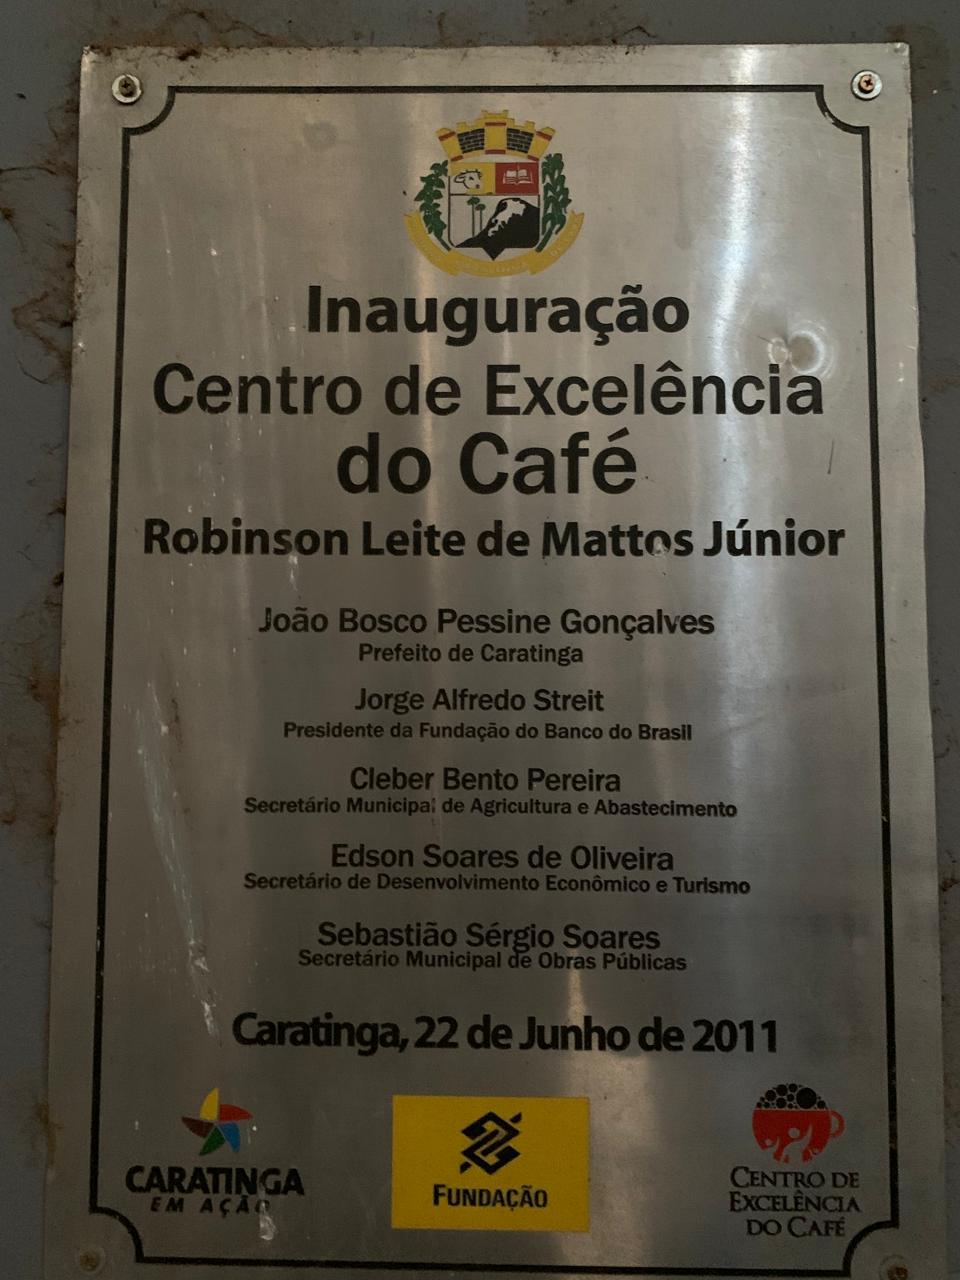 Inauguração
Centro de Excelência
do Café
Robinson Leite de Mattos Júnior
João Bosco Pessine Gonçalves
Prefeito de Caratinga
Jorge Alfredo Streit
Presidente da Fundação do Banco do Brasil
Cleber Bento Pereira
Secretário Municipal de Agricultura e Abastecimento
Edson Soares de Oliveira
Secretário de Desenvolvimento Econômico e Turismo
Sebastião Sérgio Soares
Secretário Municipal de Obras Públicas
Caratinga, 22 de Junho de 2011
CARATINGA
EM AÇÃO
FUNDAÇÃO
CENTRO DE
EXCELÊNCIA
DO CAFÉ